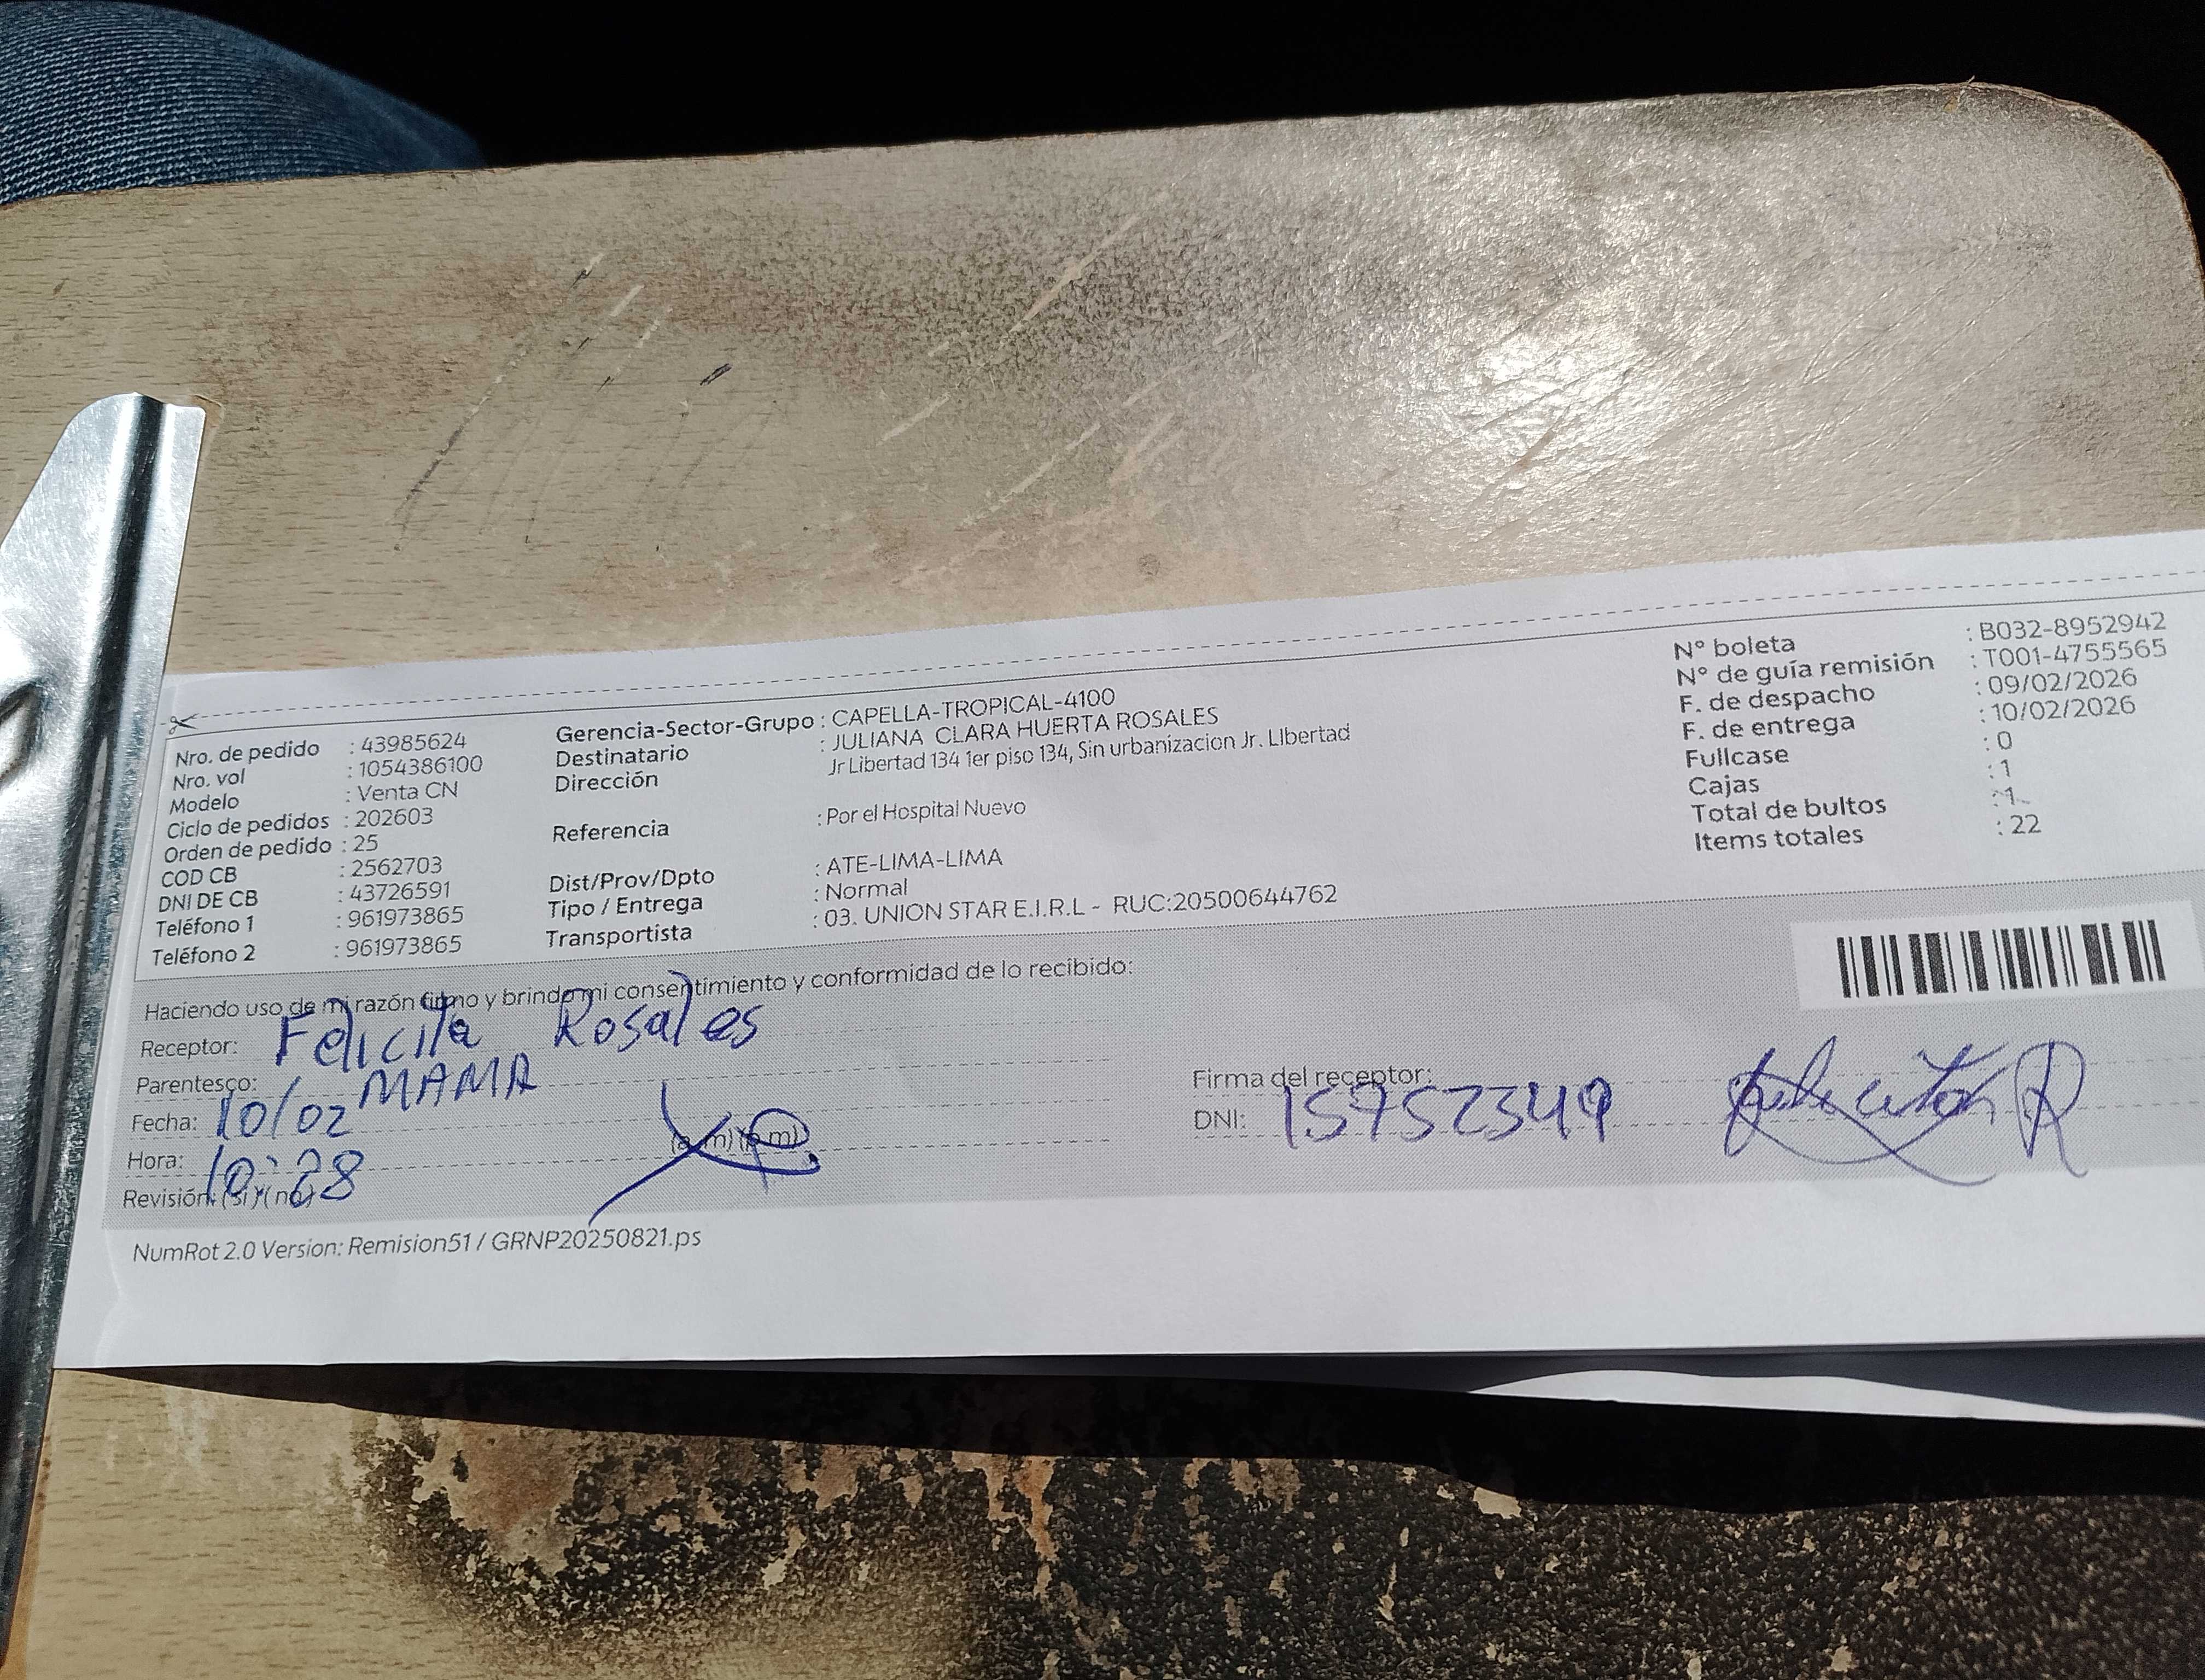 Nro. de pedido : 43985624
Nro. vol : 1054386100
Modelo : Venta CN
Ciclo de pedidos : 202603
Orden de pedido : 25
COD CB : 2562703
DNI DE CB : 43726591
Teléfono 1 : 961973865
Teléfono 2 : 961973865
Gerencia-Sector-Grupo : CAPELLA-TROPICAL-4100
Destinatario : JULIANA CLARA HUERTA ROSALES
Dirección Jr Libertad 134 1er piso 134, Sin urbanizacion Jr. LIbertad
Referencia : Por el Hospital Nuevo
Dist/Prov/Dpto : ATE-LIMA-LIMA
Tipo / Entrega : Normal
Transportista : 03. UNION STAR E.I.R.L - RUC:20500644762
N° boleta : B032-8952942
N° de guía remisión : T001-4755565
F. de despacho : 09/02/2026
F. de entrega : 10/02/2026
Fullcase : 0
Cajas : 1
Total de bultos : 1
Items totales : 22
Haciendo uso de mi razón firmo y brindo mi consentimiento y conformidad de lo recibido:
Receptor: Felicita Rosales
Parentesco: MAMA
Fecha: 10/02
Hora: 10:28 (a.m) (p.m)
Revisión: (si) (no)
Firma del receptor:
DNI: 15752349
NumRot 2.0 Version: Remision51 / GRNP20250821.ps